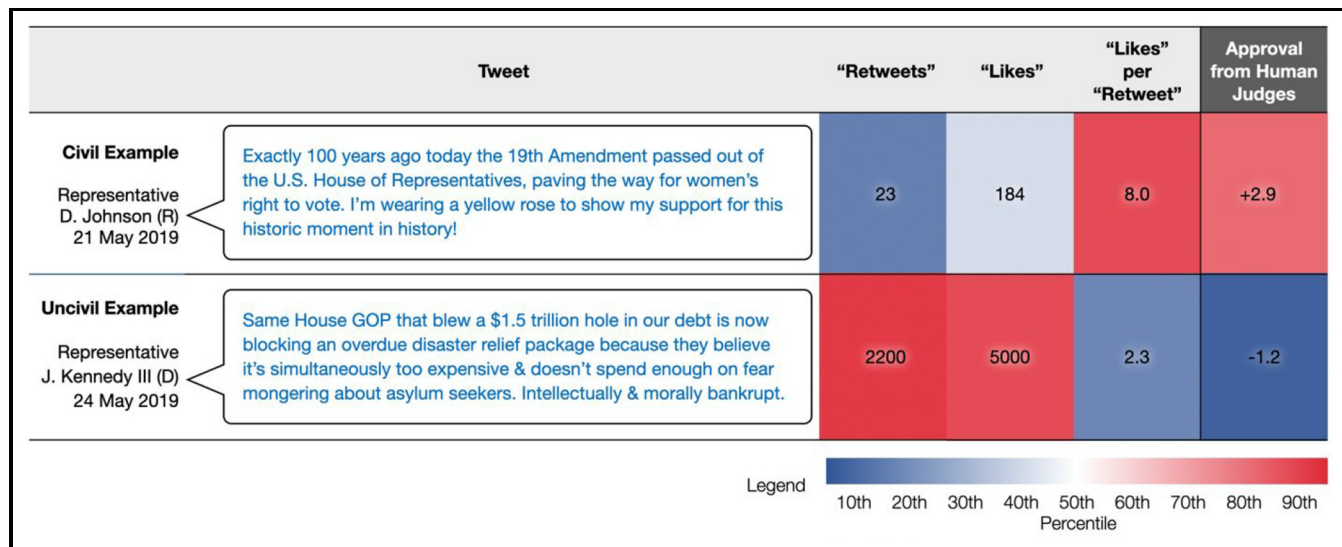 Tweet
“Retweets”
“Likes”
“Likes”
per
“Retweet”
Approval
from Human
Judges
Civil Example
Representative
D. Johnson (R)
21 May 2019
Exactly 100 years ago today the 19th Amendment passed out of
the U.S. House of Representatives, paving the way for women’s
right to vote. I’m wearing a yellow rose to show my support for this
historic moment in history!
23
184
8.0
+2.9
Uncivil Example
Representative
J. Kennedy III (D)
24 May 2019
Same House GOP that blew a $1.5 trillion hole in our debt is now
blocking an overdue disaster relief package because they believe
it’s simultaneously too expensive & doesn’t spend enough on fear
mongering about asylum seekers. Intellectually & morally bankrupt.
2200
5000
2.3
-1.2
Legend
10th 20th 30th 40th 50th 60th 70th 80th 90th
Percentile